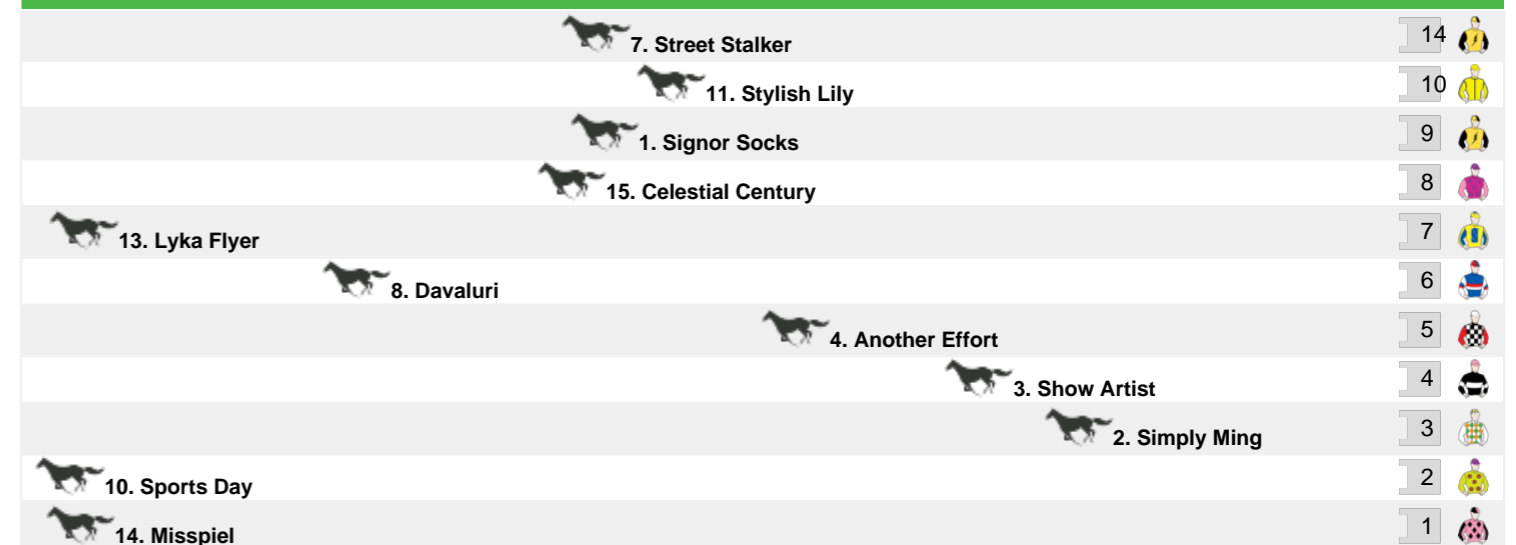 7. Street Stalker 14
11. Stylish Lily 10
1. Signor Socks 9
15. Celestial Century 8
13. Lyka Flyer 7
8. Davaluri 6
4. Another Effort 5
3. Show Artist 4
2. Simply Ming 3
10. Sports Day 2
14. Misspiel 1